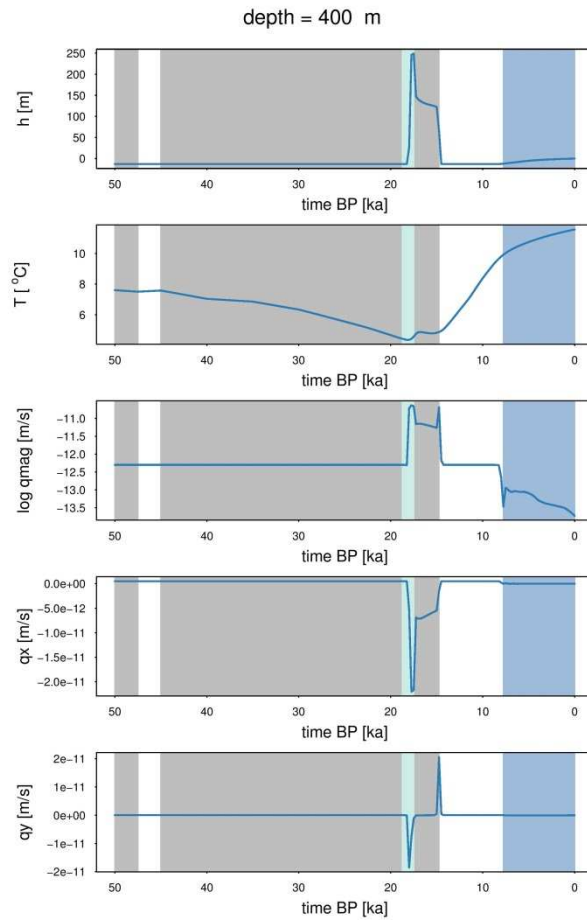 depth = 400 m
h [m]
250
200
150
100
50
0
50 40 30 20 10 0
time BP [ka]
T [ °C]
10
8
6
50 40 30 20 10 0
time BP [ka]
log qmag [m/s]
-11.0
-11.5
-12.0
-12.5
-13.0
-13.5
50 40 30 20 10 0
time BP [ka]
qx [m/s]
0.0e+00
-5.0e-12
-1.0e-11
-1.5e-11
-2.0e-11
50 40 30 20 10 0
time BP [ka]
qy [m/s]
2e-11
1e-11
0e+00
-1e-11
-2e-11
50 40 30 20 10 0
time BP [ka]